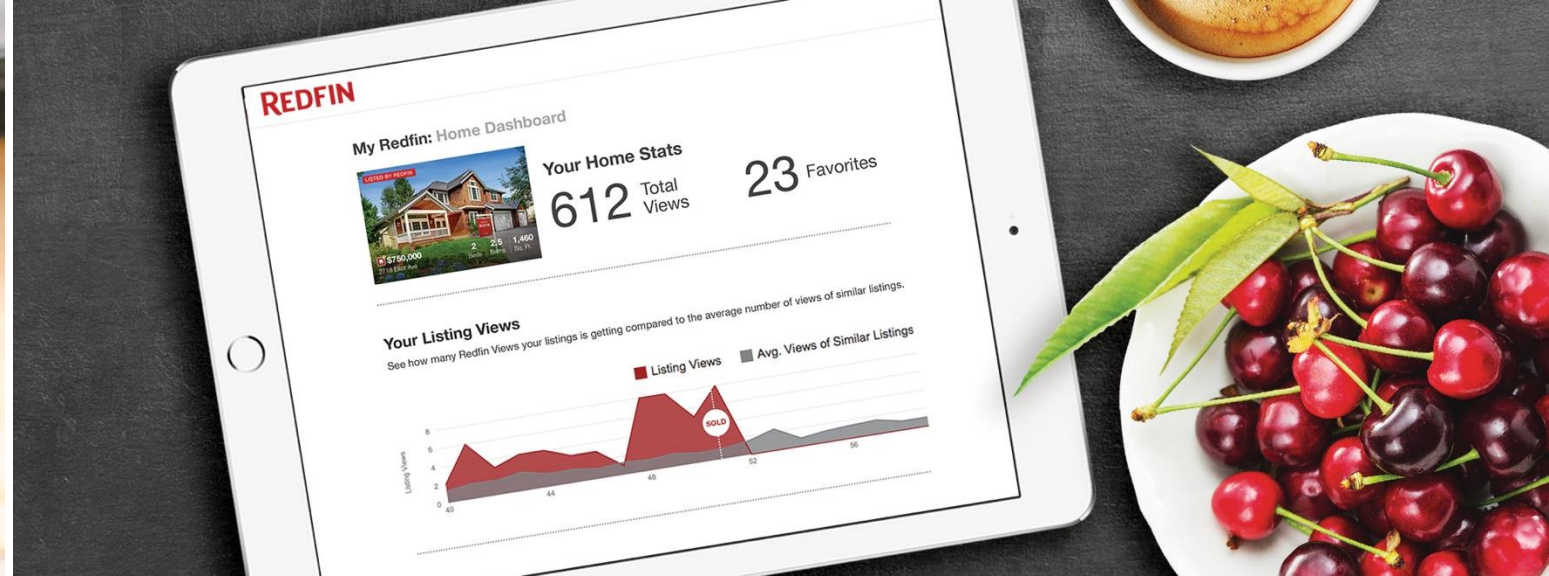 REDFIN
My Redfin: Home Dashboard
LISTED BY REDFIN
$750,000
2 2.5 1,460
Beds Baths Sq. Ft.
Your Home Stats
612 Total Views
23 Favorites
Your Listing Views
See how many Redfin Views your listings is getting compared to the average number of views of similar listings.
Listing Views Avg. Views of Similar Listings
8
6
4
2
0
Listing Views
SOLD
40 44 48 52 56